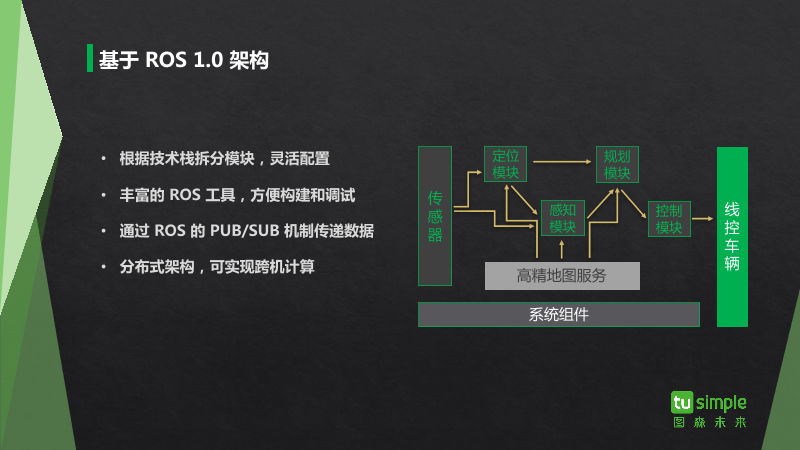 基于 ROS 1.0 架构
• 根据技术栈拆分模块，灵活配置
• 丰富的 ROS 工具，方便构建和调试
• 通过 ROS 的 PUB/SUB 机制传递数据
• 分布式架构，可实现跨机计算
传感器
定位
模块
规划
模块
感知
模块
控制
模块
线控车辆
高精地图服务
系统组件
tu simple
图森未来